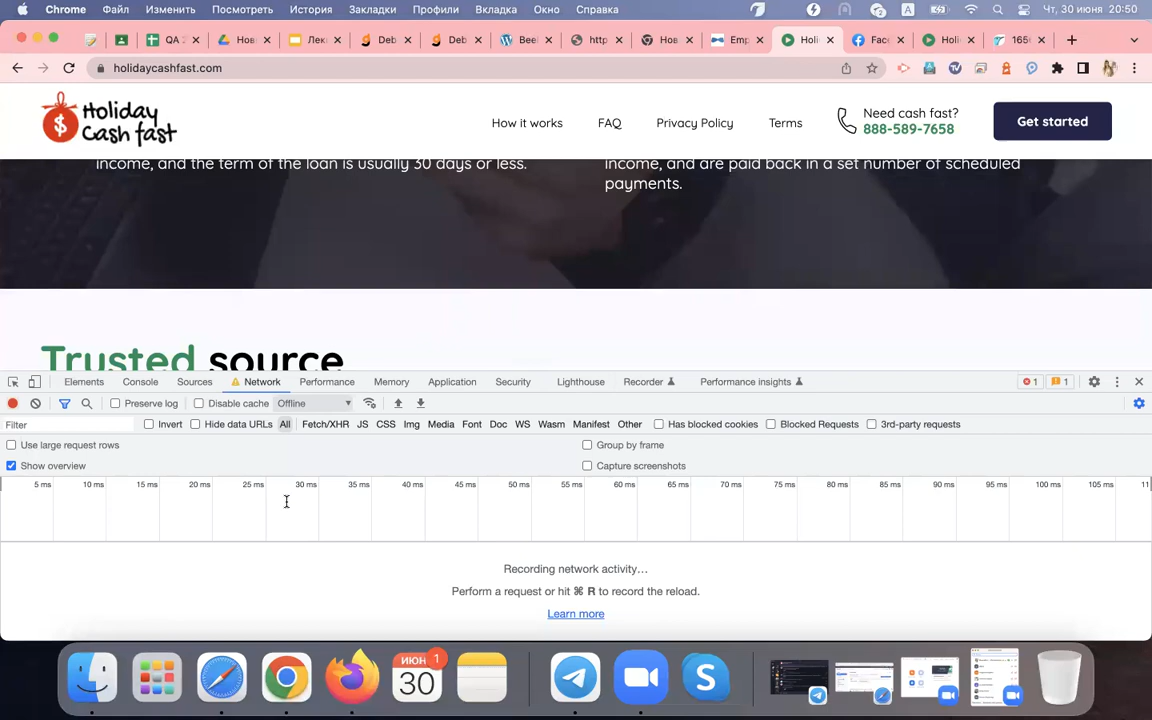 Chrome Файл Изменить Посмотреть История Закладки Профили Вкладка Окно Справка A Чт, 30 июня 20:50
QA 2 Нов Лек Deb Deb Bee http Нов Emp Holi Face Holi 165
holidaycashfast.com
Holiday
Cash fast
How it works FAQ Privacy Policy Terms Need cash fast? Get started
888-589-7658
income, and the term of the loan is usually 30 days or less.
income, and are paid back in a set number of scheduled
payments.
Trusted source
Elements Console Sources Network Performance Memory Application Security Lighthouse Recorder Performance insights 1 1
Preserve log Disable cache Offline
Filter Invert Hide data URLs All Fetch/XHR JS CSS Img Media Font Doc WS Wasm Manifest Other Has blocked cookies Blocked Requests 3rd-party requests
Use large request rows Group by frame
Show overview Capture screenshots
5 ms 10 ms 15 ms 20 ms 25 ms 30 ms 35 ms 40 ms 45 ms 50 ms 55 ms 60 ms 65 ms 70 ms 75 ms 80 ms 85 ms 90 ms 95 ms 100 ms 105 ms 11
Recording network activity…
Perform a request or hit ⌘ R to record the reload.
Learn more
ИЮН 1
30